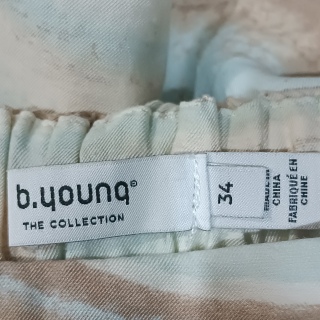 b.young©
THE COLLECTION
34
MADE IN
CHINA
FABRIQUÉ EN
CHINE